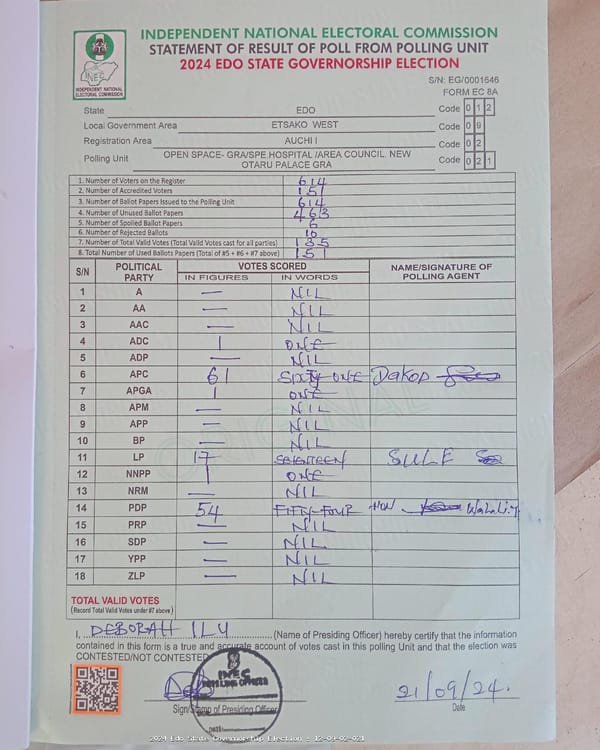 INDEPENDENT NATIONAL ELECTORAL COMMISSION
STATEMENT OF RESULT OF POLL FROM POLLING UNIT
2024 EDO STATE GOVERNORSHIP ELECTION
INEC
INDEPENDENT NATIONAL
ELECTORAL COMMISSION
S/N: EG/0001646
FORM EC 8A
State EDO Code 0 1 2
Local Government Area ETSAKO WEST Code 0 9
Registration Area AUCHI I Code 0 2
Polling Unit OPEN SPACE- GRA/SPE.HOSPITAL /AREA COUNCIL. NEW OTARU PALACE GRA Code 0 2 1
1. Number of Voters on the Register 614
2. Number of Accredited Voters 151
3. Number of Ballot Papers Issued to the Polling Unit 614
4. Number of Unused Ballot Papers 463
5. Number of Spoiled Ballot Papers 6
6. Number of Rejected Ballots 10
7. Number of Total Valid Votes (Total Valid Votes cast for all parties) 135
8. Total Number of Used Ballots Papers (Total of #5 + #6 + #7 above) 151
S/N POLITICAL PARTY VOTES SCORED NAME/SIGNATURE OF POLLING AGENT
IN FIGURES IN WORDS
1 A — NIL
2 AA — NIL
3 AAC — NIL
4 ADC 1 ONE
5 ADP — NIL
6 APC 61 SIXTY-ONE Dakop
7 APGA 1 ONE
8 APM — NIL
9 APP — NIL
10 BP — NIL
11 LP 17 SEVENTEEN SULE
12 NNPP 1 ONE
13 NRM — NIL
14 PDP 54 FIFTY-FOUR HON
15 PRP — NIL
16 SDP — NIL
17 YPP — NIL
18 ZLP — NIL
ORIGINAL
TOTAL VALID VOTES
(Record Total Valid Votes under #7 above)
I, DEBORAH ILU (Name of Presiding Officer) hereby certify that the information
contained in this form is a true and accurate account of votes cast in this polling Unit and that the election was
CONTESTED/NOT CONTESTED
INEC
Sign/Stamp of Presiding Officer
DATE
21/09/24.
Date
2024 Edo State Governorship Election : 12-09-02-021